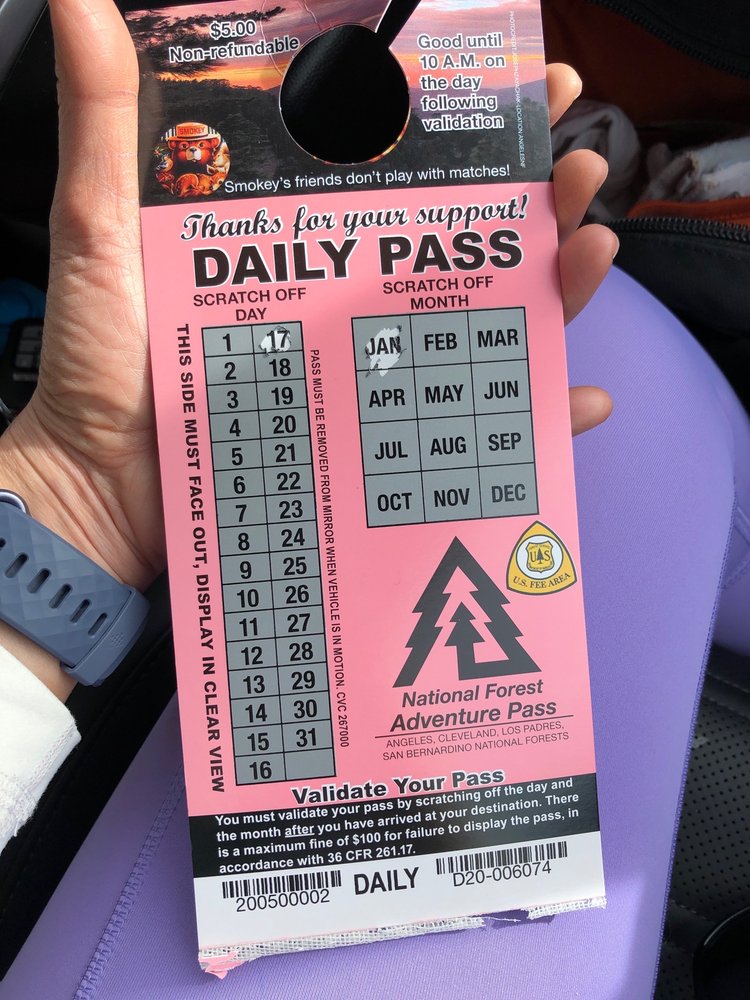 $5.00
Non-refundable
Good until
10 A.M. on
the day
following
validation
SMOKEY
Smokey's friends don't play with matches!
Thanks for your support!
DAILY PASS
SCRATCH OFF
DAY
SCRATCH OFF
MONTH
THIS SIDE MUST FACE OUT, DISPLAY IN CLEAR VIEW
1 17
2 18
3 19
4 20
5 21
6 22
7 23
8 24
9 25
10 26
11 27
12 28
13 29
14 30
15 31
16
PASS MUST BE REMOVED FROM MIRROR WHEN VEHICLE IS IN MOTION. CVC 267000
JAN FEB MAR
APR MAY JUN
JUL AUG SEP
OCT NOV DEC
U S
U.S. FEE AREA
National Forest
Adventure Pass
ANGELES, CLEVELAND, LOS PADRES,
SAN BERNARDINO NATIONAL FORESTS
Validate Your Pass
You must validate your pass by scratching off the day and
the month after you have arrived at your destination. There
is a maximum fine of $100 for failure to display the pass, in
accordance with 36 CFR 261.17.
200500002
DAILY
D20-006074